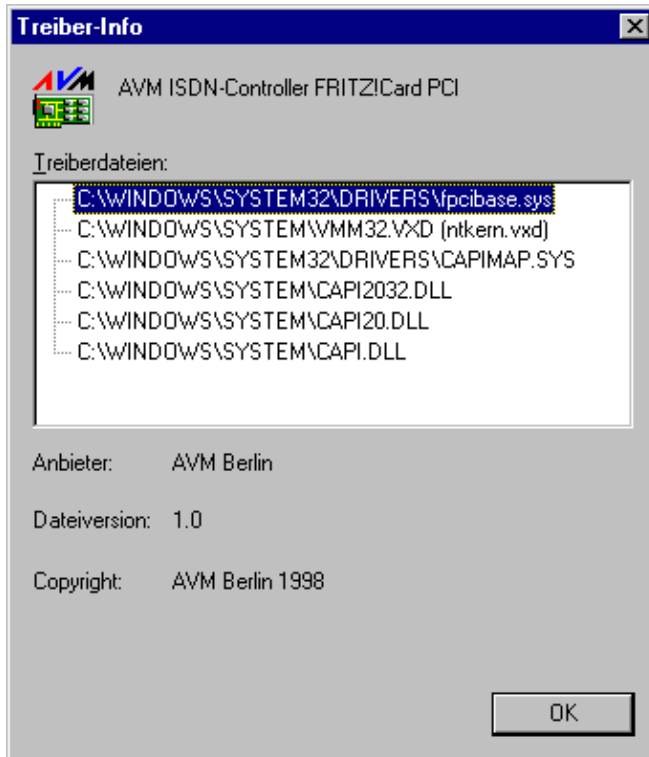 Treiber-Info
AVM
AVM ISDN-Controller FRITZ!Card PCI
Treiberdateien:
C:\WINDOWS\SYSTEM32\DRIVERS\fpcibase.sys
C:\WINDOWS\SYSTEM\VMM32.VXD (ntkern.vxd)
C:\WINDOWS\SYSTEM32\DRIVERS\CAPIMAP.SYS
C:\WINDOWS\SYSTEM\CAPI2032.DLL
C:\WINDOWS\SYSTEM\CAPI20.DLL
C:\WINDOWS\SYSTEM\CAPI.DLL
Anbieter: AVM Berlin
Dateiversion: 1.0
Copyright: AVM Berlin 1998
OK